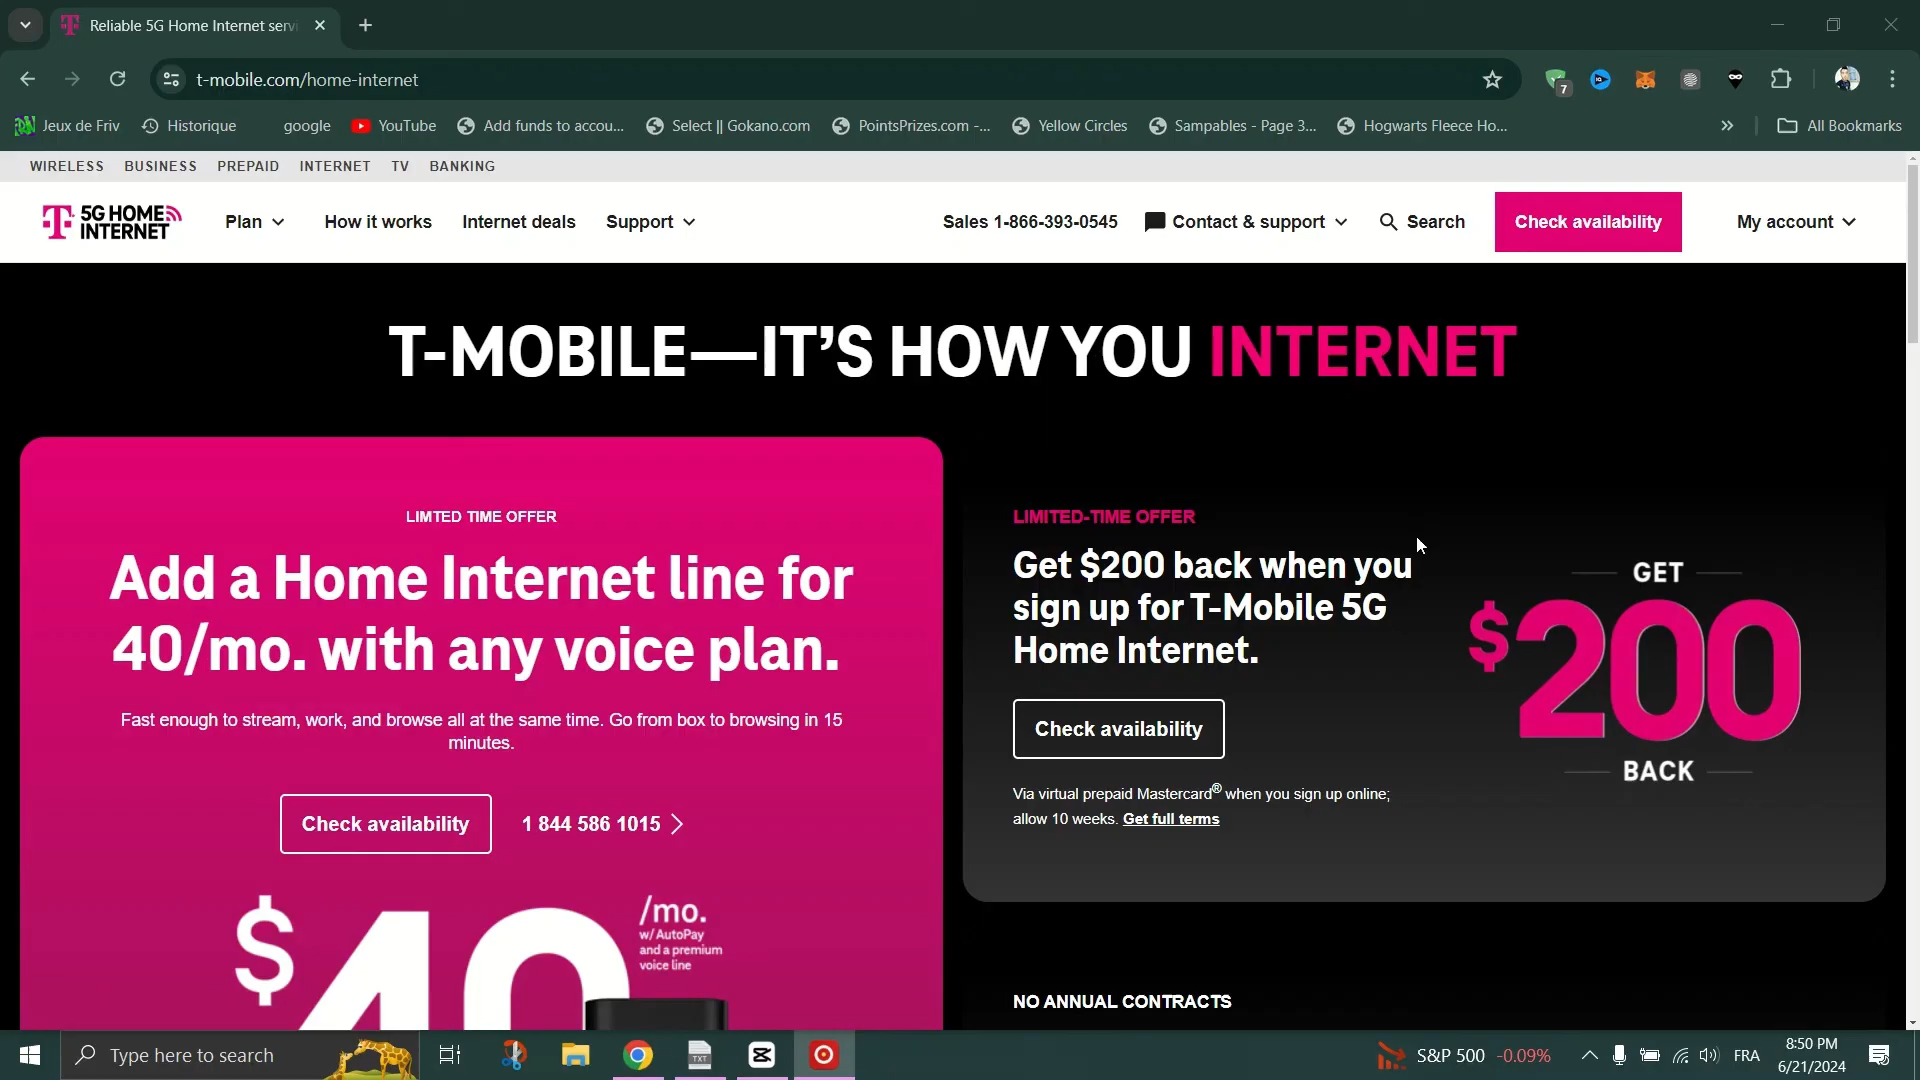 Reliable 5G Home Internet servi
t-mobile.com/home-internet
7
Jeux de Friv
Historique
google
YouTube
Add funds to accou...
Select || Gokano.com
PointsPrizes.com -...
Yellow Circles
Sampables - Page 3...
Hogwarts Fleece Ho...
All Bookmarks
WIRELESS BUSINESS PREPAID INTERNET TV BANKING
T 5G HOME
INTERNET
Plan
How it works
Internet deals
Support
Sales 1-866-393-0545
Contact & support
Search
Check availability
My account
T-MOBILE—IT’S HOW YOU INTERNET
LIMTED TIME OFFER
Add a Home Internet line for
40/mo. with any voice plan.
Fast enough to stream, work, and browse all at the same time. Go from box to browsing in 15
minutes.
Check availability
1 844 586 1015
$40
/mo.
w/ AutoPay
and a premium
voice line
LIMITED-TIME OFFER
Get $200 back when you
sign up for T-Mobile 5G
Home Internet.
Check availability
Via virtual prepaid Mastercard® when you sign up online;
allow 10 weeks. Get full terms
GET
$200
BACK
NO ANNUAL CONTRACTS
Type here to search
TXT
S&P 500 -0.09%
FRA
8:50 PM
6/21/2024